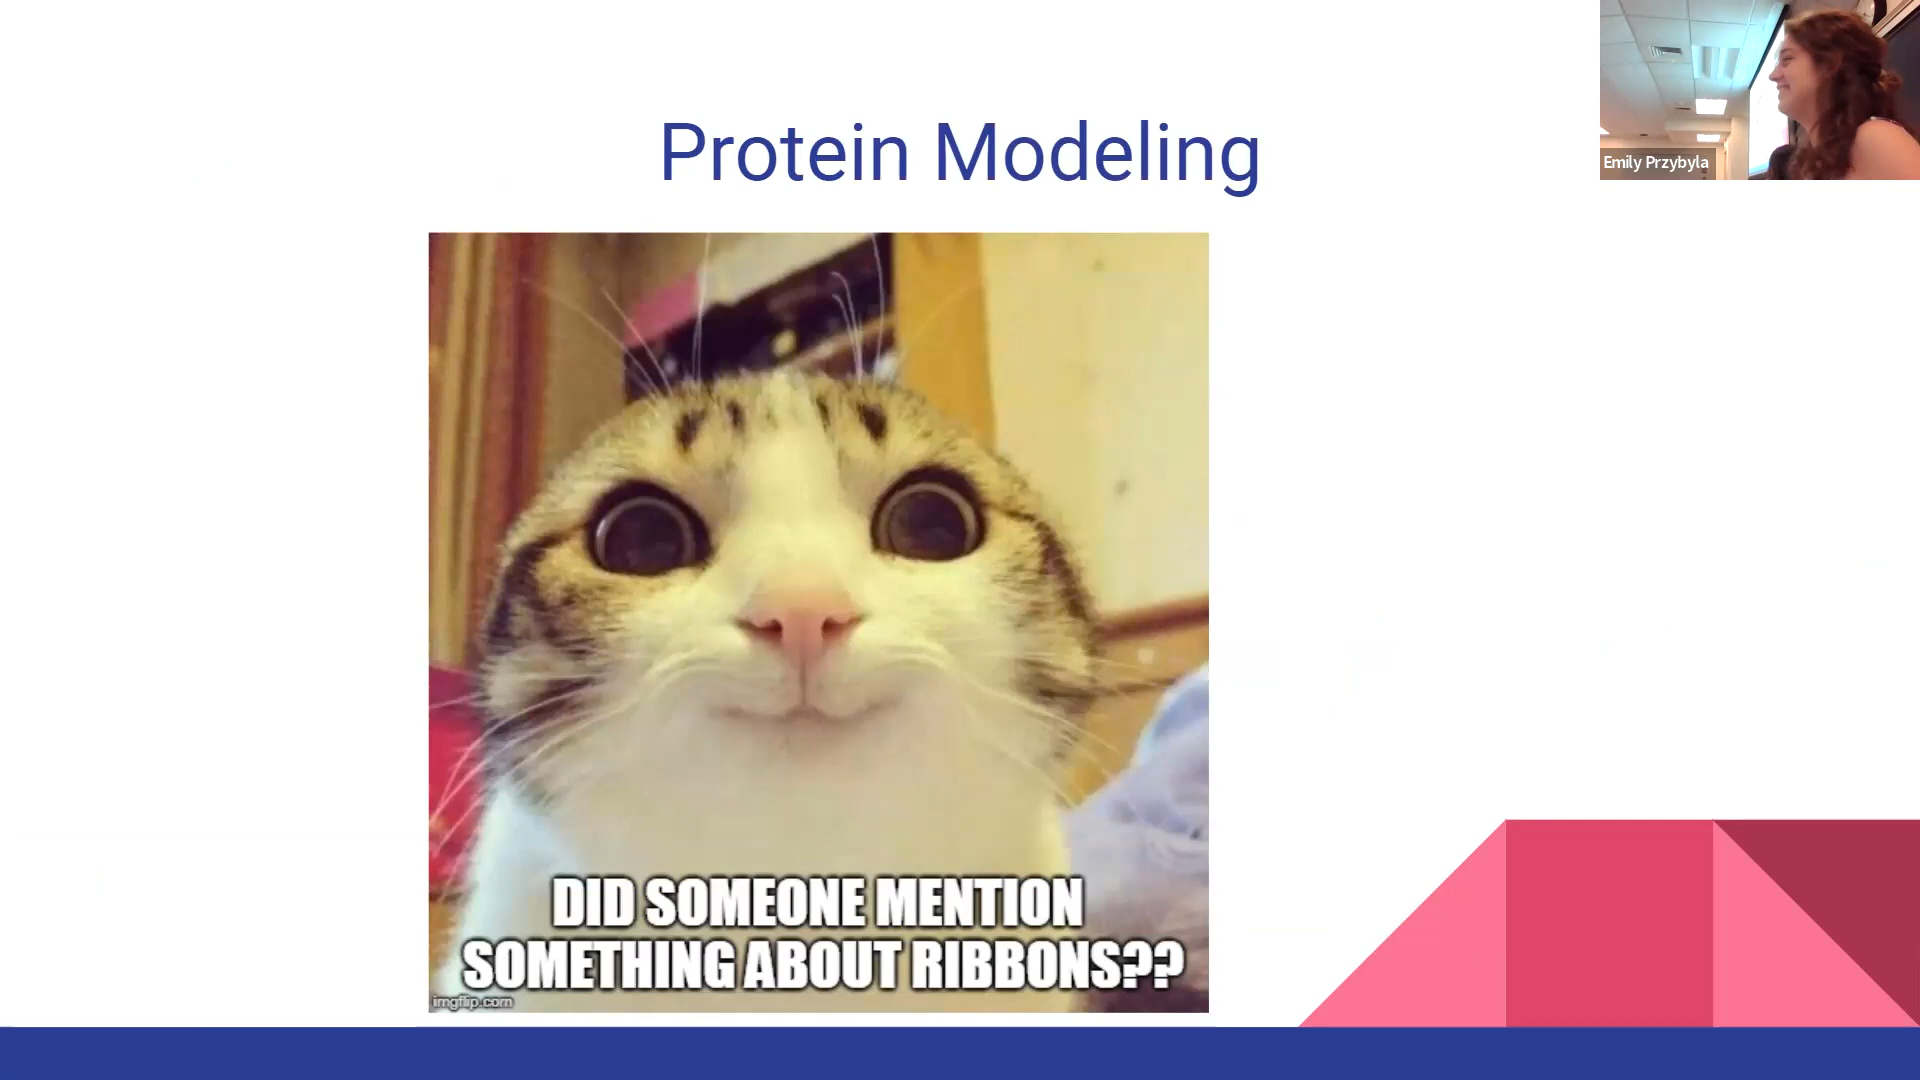 Protein Modeling
Emily Przybyla
DID SOMEONE MENTION
SOMETHING ABOUT RIBBONS??
imgflip.com